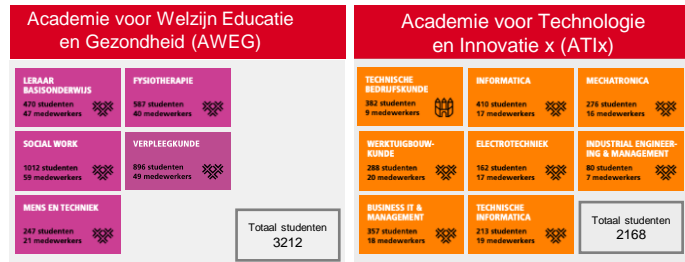 Academie voor Welzijn Educatie
en Gezondheid (AWEG)
LERAAR
BASISONDERWIJS
470 studenten
47 medewerkers
FYSIOTHERAPIE
587 studenten
40 medewerkers
SOCIAL WORK
1012 studenten
59 medewerkers
VERPLEEGKUNDE
896 studenten
49 medewerkers
MENS EN TECHNIEK
247 studenten
21 medewerkers
Totaal studenten
3212
Academie voor Technologie
en Innovatie x (ATIx)
TECHNISCHE
BEDRIJFSKUNDE
382 studenten
9 medewerkers
INFORMATICA
410 studenten
17 medewerkers
MECHATRONICA
276 studenten
16 medewerkers
WERKTUIGBOUW-
KUNDE
288 studenten
20 medewerkers
ELECTROTECHNIEK
162 studenten
17 medewerkers
INDUSTRIAL ENGINEER-
ING & MANAGEMENT
80 studenten
7 medewerkers
BUSINESS IT &
MANAGEMENT
357 studenten
18 medewerkers
TECHNISCHE
INFORMATICA
213 studenten
19 medewerkers
Totaal studenten
2168